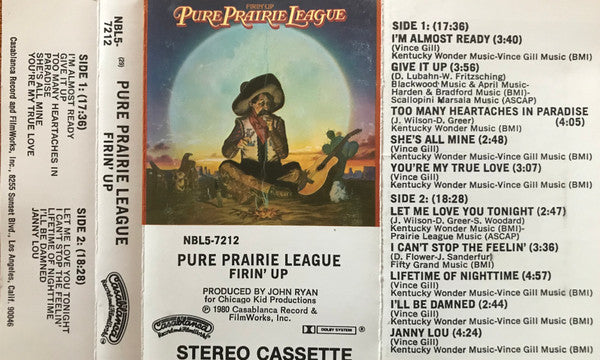 SIDE 1: (17:36)
I'M ALMOST READY
GIVE IT UP
TOO MANY HEARTACHES IN
PARADISE
SHE'S ALL MINE
YOU'RE MY TRUE LOVE
SIDE 2: (18:28)
LET ME LOVE YOU TONIGHT
I CAN'T STOP THE FEELIN'
LIFETIME OF NIGHTTIME
I'LL BE DAMNED
JANNY LOU
Casablanca Record and FilmWorks, Inc., 8255 Sunset Blvd., Los Angeles, Calif. 90046
NBL5-
7212
PURE PRAIRIE LEAGUE
FIRIN' UP
Casablanca
FIRIN' UP
PURE PRAIRIE LEAGUE
NBL5-7212
PURE PRAIRIE LEAGUE
FIRIN' UP
PRODUCED BY JOHN RYAN
for Chicago Kid Productions
℗ 1980 Casablanca Record &
FilmWorks, Inc.
Casablanca
DOLBY SYSTEM
STEREO CASSETTE
SIDE 1: (17:36)
I'M ALMOST READY (3:40)
(Vince Gill)
Kentucky Wonder Music-Vince Gill Music (BMI)
GIVE IT UP (3:56)
(D. Lubahn-W. Fritzsching)
Blackwood Music & April Music-
Harden & Bradford Music (BMI)-
Scallopini Marsala Music (ASCAP)
TOO MANY HEARTACHES IN PARADISE
(J. Wilson-D. Greer) (4:05)
Kentucky Wonder Music (BMI)
SHE'S ALL MINE (2:48)
(Vince Gill)
Kentucky Wonder Music-Vince Gill Music (BMI)
YOU'RE MY TRUE LOVE (3:07)
(Vince Gill)
Kentucky Wonder Music-Vince Gill Music (BMI)
SIDE 2: (18:28)
LET ME LOVE YOU TONIGHT (2:47)
(J. Wilson-D. Greer-S. Woodard)
Kentucky Wonder Music (BMI)-
Prairie League Music (ASCAP)
I CAN'T STOP THE FEELIN' (3:36)
(D. Flower-J. Sanderfur)
Fifty Grand Music (BMI)
LIFETIME OF NIGHTTIME (4:57)
(Vince Gill)
Kentucky Wonder Music-Vince Gill Music (BMI)
I'LL BE DAMNED (2:44)
(Vince Gill)
Kentucky Wonder Music-Vince Gill Music (BMI)
JANNY LOU (4:24)
(Vince Gill)
Kentucky Wonder Music-Vince Gill Music (BMI)